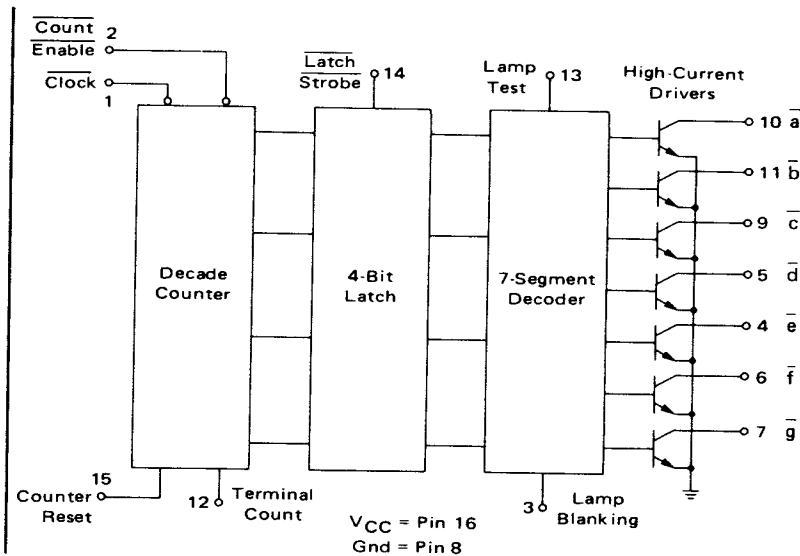 Count 2
Enable
Clock
1
Latch
Strobe 14
Lamp
Test 13
High-Current
Drivers
10 a
11 b
9 c
5 d
4 e
6 f
7 g
Decade
Counter
4-Bit
Latch
7-Segment
Decoder
15
Counter
Reset
12 Terminal
Count
3 Lamp
Blanking
VCC = Pin 16
Gnd = Pin 8